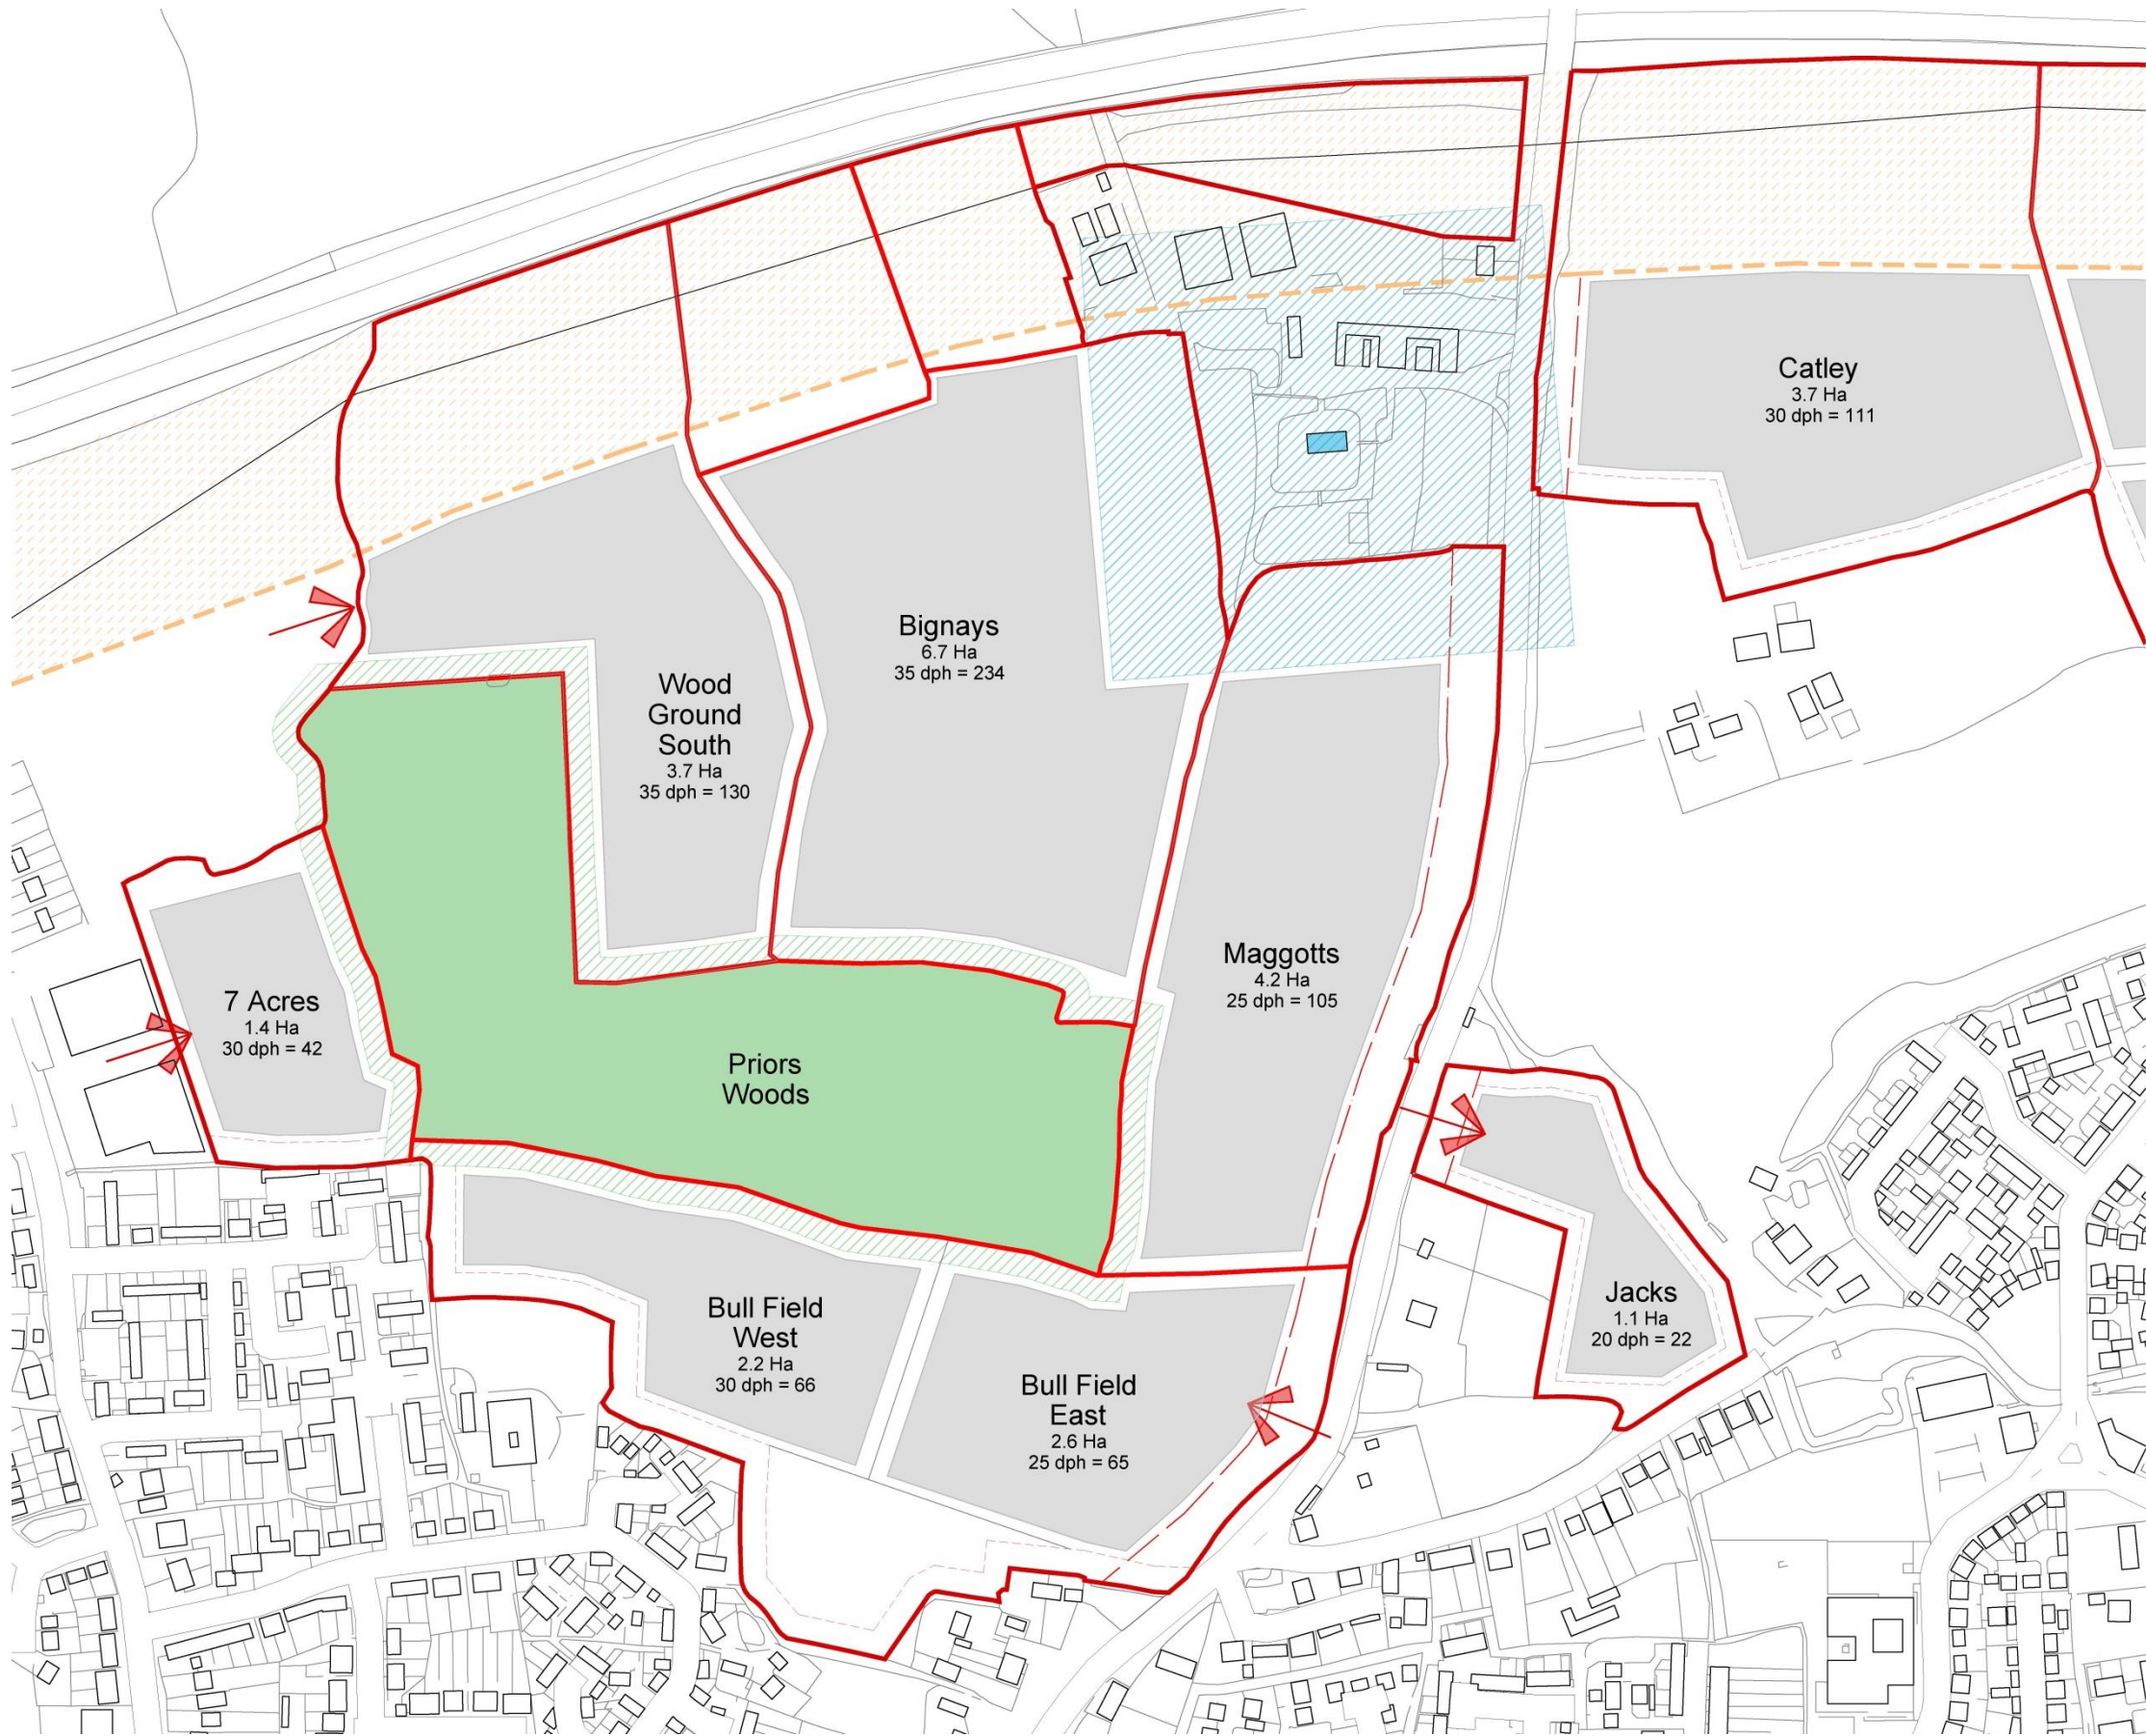 Catley
3.7 Ha
30 dph = 111
Bignays
6.7 Ha
35 dph = 234
Wood
Ground
South
3.7 Ha
35 dph = 130
Maggotts
4.2 Ha
25 dph = 105
7 Acres
1.4 Ha
30 dph = 42
Priors
Woods
Bull Field
West
2.2 Ha
30 dph = 66
Bull Field
East
2.6 Ha
25 dph = 65
Jacks
1.1 Ha
20 dph = 22